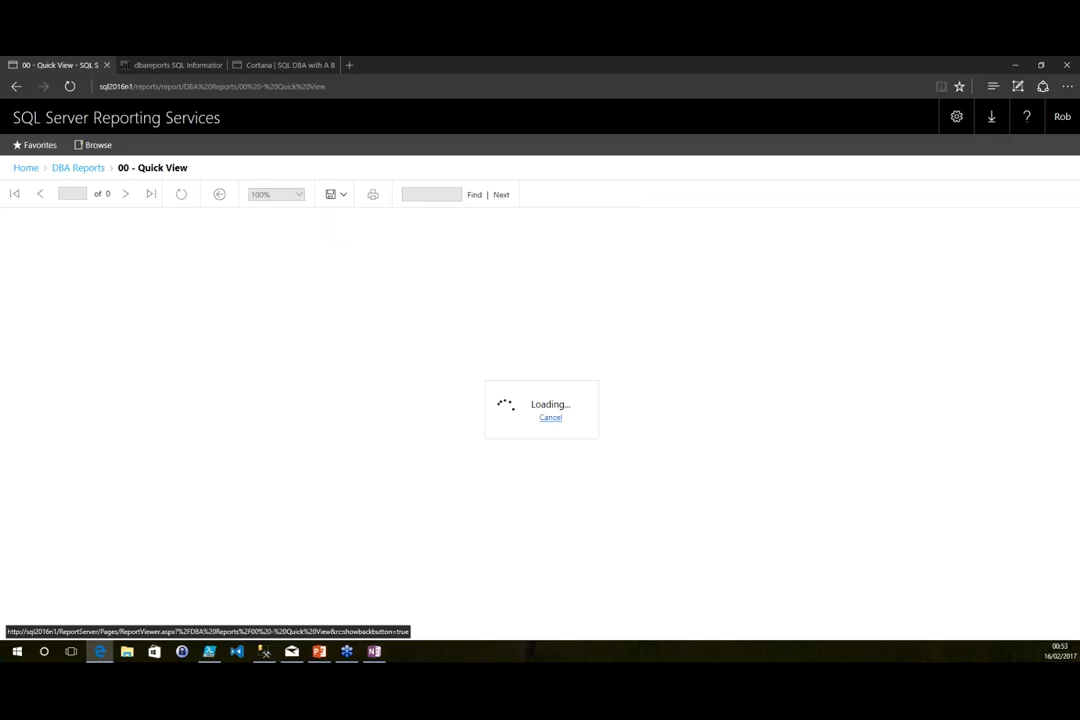 00 - Quick View - SQL S
dbareports SQL Informatior
Cortana | SQL DBA with A B
sql2016n1/reports/report/DBA%20Reports/00%20-%20Quick%20View
SQL Server Reporting Services
Rob
Favorites
Browse
Home > DBA Reports > 00 - Quick View
of 0
100%
Find | Next
Loading...
Cancel
http://sql2016n1/ReportServer/Pages/ReportViewer.aspx?%2FDBA%20Reports%2F00%20-%20Quick%20View&rc:showbackbutton=true
00:53
16/02/2017